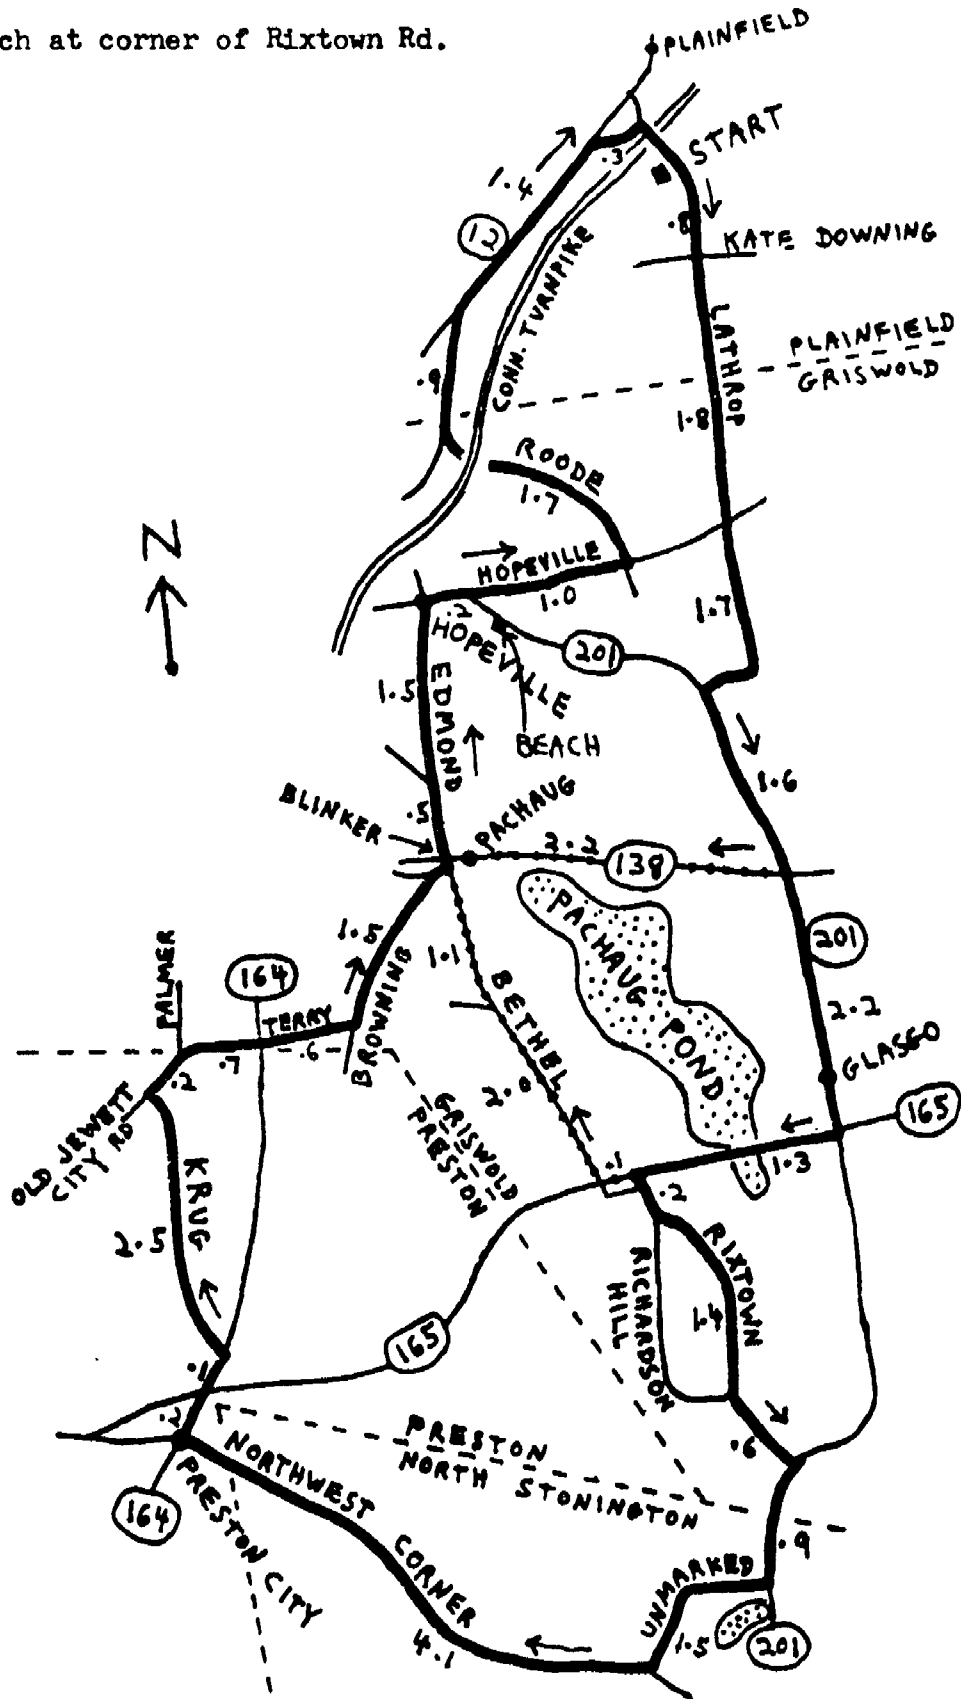 ch at corner of Rixtown Rd.
PLAINFIELD
START
.3
1.4
12
.8
KATE DOWNING
CONN. TURNPIKE
LATHROP
PLAINFIELD
GRISWOLD
.9
1.8
ROODE
1.7
N
HOPEVILLE
1.0
.2
1.7
HOPEVILLE
201
EDMOND
1.5
BEACH
1.6
BLINKER
.5
PACHAUG
2.2
138
PACHAUG POND
201
1.5
1.1
BETHEL
PALMER
164
TERRY
BROWNING
2.2
GLASGO
.7
.6
.2
2.0
165
OLD JEWETT
CITY RD
GRISWOLD
PRESTON
.1
1.3
.2
KRUG
2.5
RIXTOWN
RICHARDSON
HILL
1.4
165
.1
.2
PRESTON
NORTH STONINGTON
.6
NORTHWEST CORNER
164
PRESTON CITY
.9
UNMARKED
4.1
1.5
201